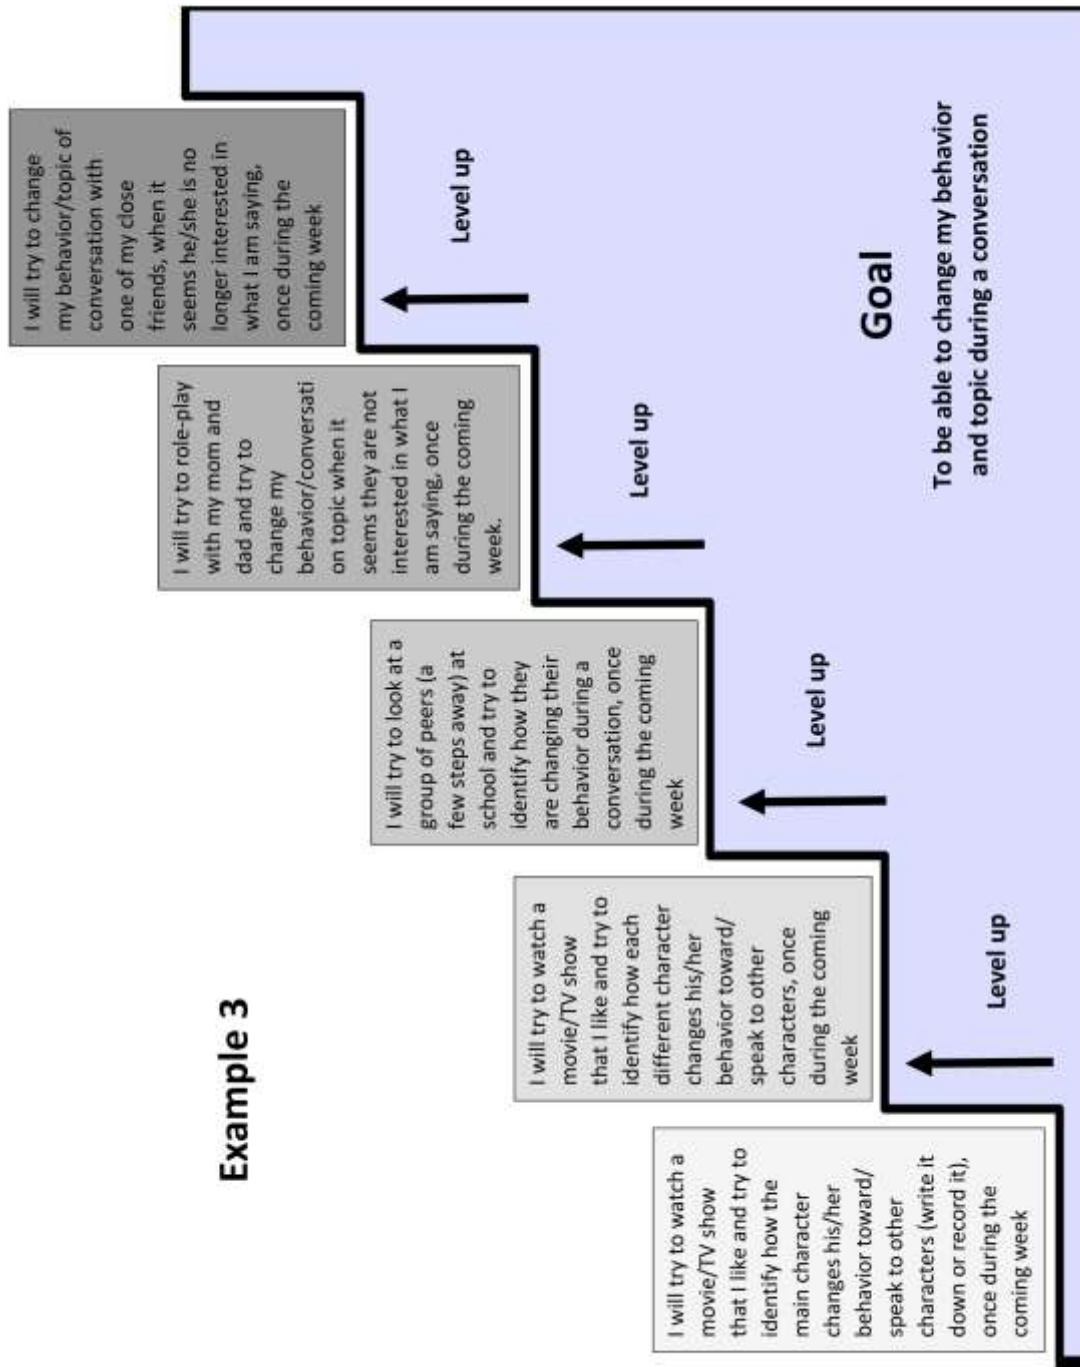 Example 3
I will try to watch a
movie/TV show
that I like and try to
identify how the
main character
changes his/her
behavior toward/
speak to other
characters (write it
down or record it),
once during the
coming week
Level up
I will try to watch a
movie/TV show
that I like and try to
identify how each
different character
changes his/her
behavior toward/
speak to other
characters, once
during the coming
week
Level up
I will try to look at a
group of peers (a
few steps away) at
school and try to
identify how they
are changing their
behavior during a
conversation, once
during the coming
week
Level up
I will try to role-play
with my mom and
dad and try to
change my
behavior/conversati
on topic when it
seems they are not
interested in what I
am saying, once
during the coming
week.
Level up
I will try to change
my behavior/topic of
conversation with
one of my close
friends, when it
seems he/she is no
longer interested in
what I am saying,
once during the
coming week
Goal
To be able to change my behavior
and topic during a conversation